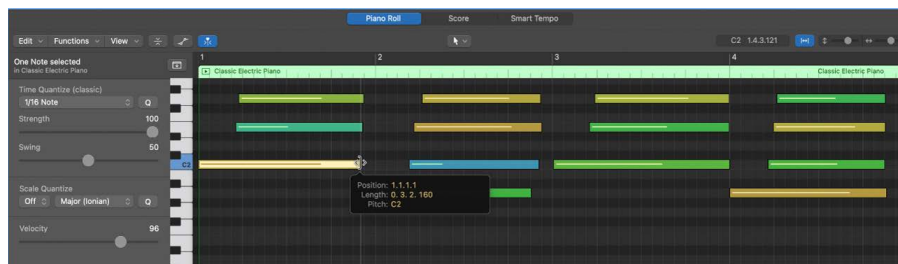 Piano Roll Score Smart Tempo
Edit Functions View C2 1.4.3.121
One Note selected
in Classic Electric Piano
1 2 3 4
Classic Electric Piano Classic Electric Piano
Time Quantize (classic)
1/16 Note Q
Strength 100
Swing 50
C2
Position: 1.1.1.1
Length: 0. 3. 2. 160
Pitch: C2
Scale Quantize
Off Major (Ionian) Q
Velocity 96